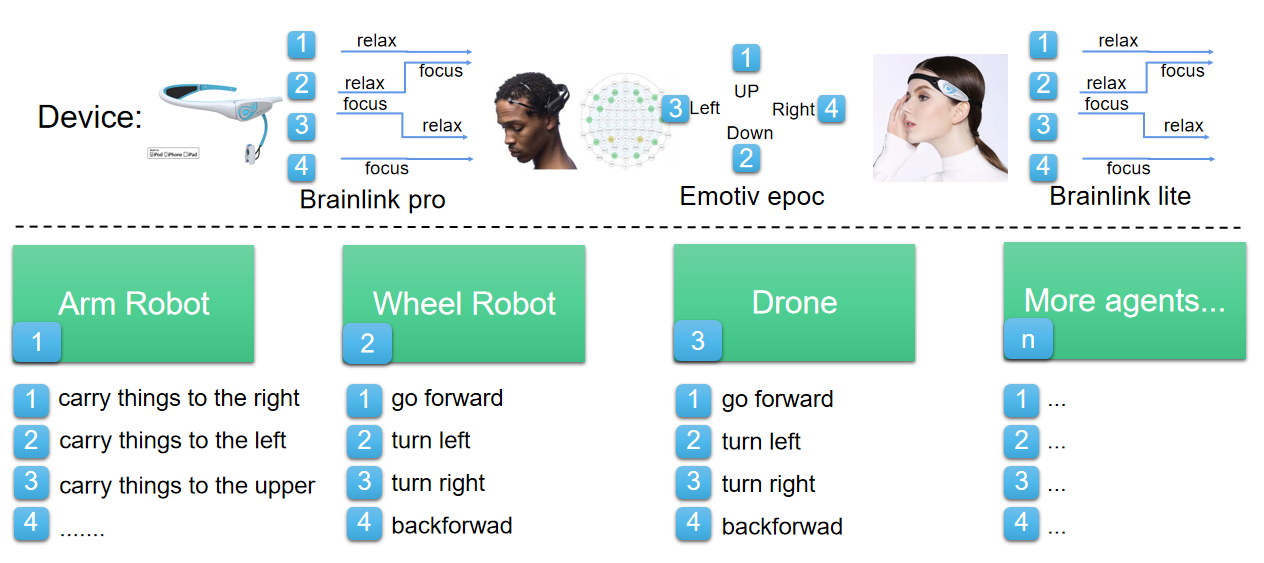 Device:
1 relax
2 relax focus
3 focus relax
4 focus
Brainlink pro
1
UP
3 Left Right 4
Down
2
Emotiv epoc
1 relax
2 relax focus
3 focus relax
4 focus
Brainlink lite
Arm Robot
1
1 carry things to the right
2 carry things to the left
3 carry things to the upper
4 .......
Wheel Robot
2
1 go forward
2 turn left
3 turn right
4 backforwad
Drone
3
1 go forward
2 turn left
3 turn right
4 backforwad
More agents...
n
1 ...
2 ...
3 ...
4 ...